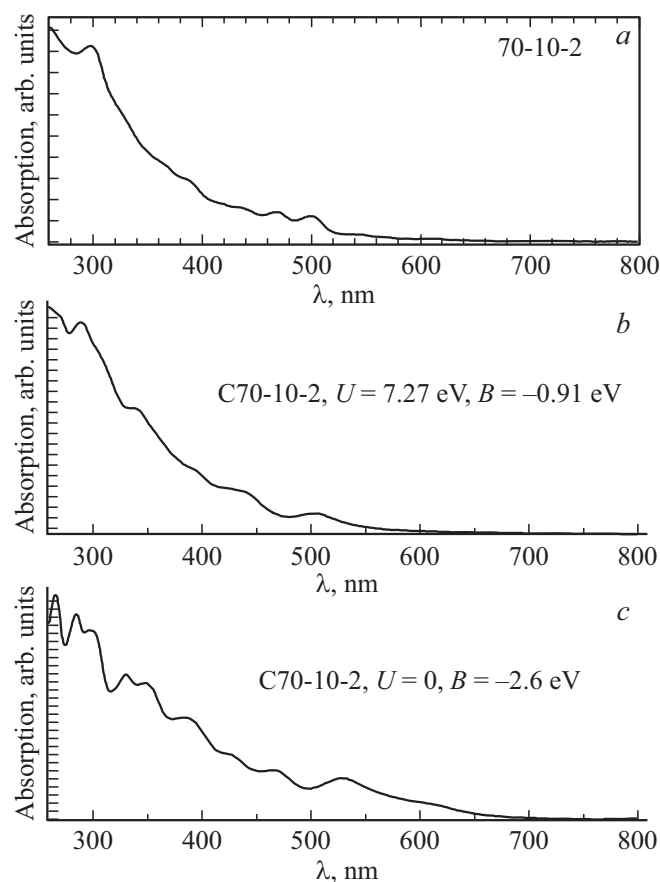 Absorption, arb. units
70-10-2
a
300 400 500 600 700 800
λ, nm
Absorption, arb. units
b
C70-10-2, U = 7.27 eV, B = –0.91 eV
300 400 500 600 700 800
λ, nm
Absorption, arb. units
c
C70-10-2, U = 0, B = –2.6 eV
300 400 500 600 700 800
λ, nm